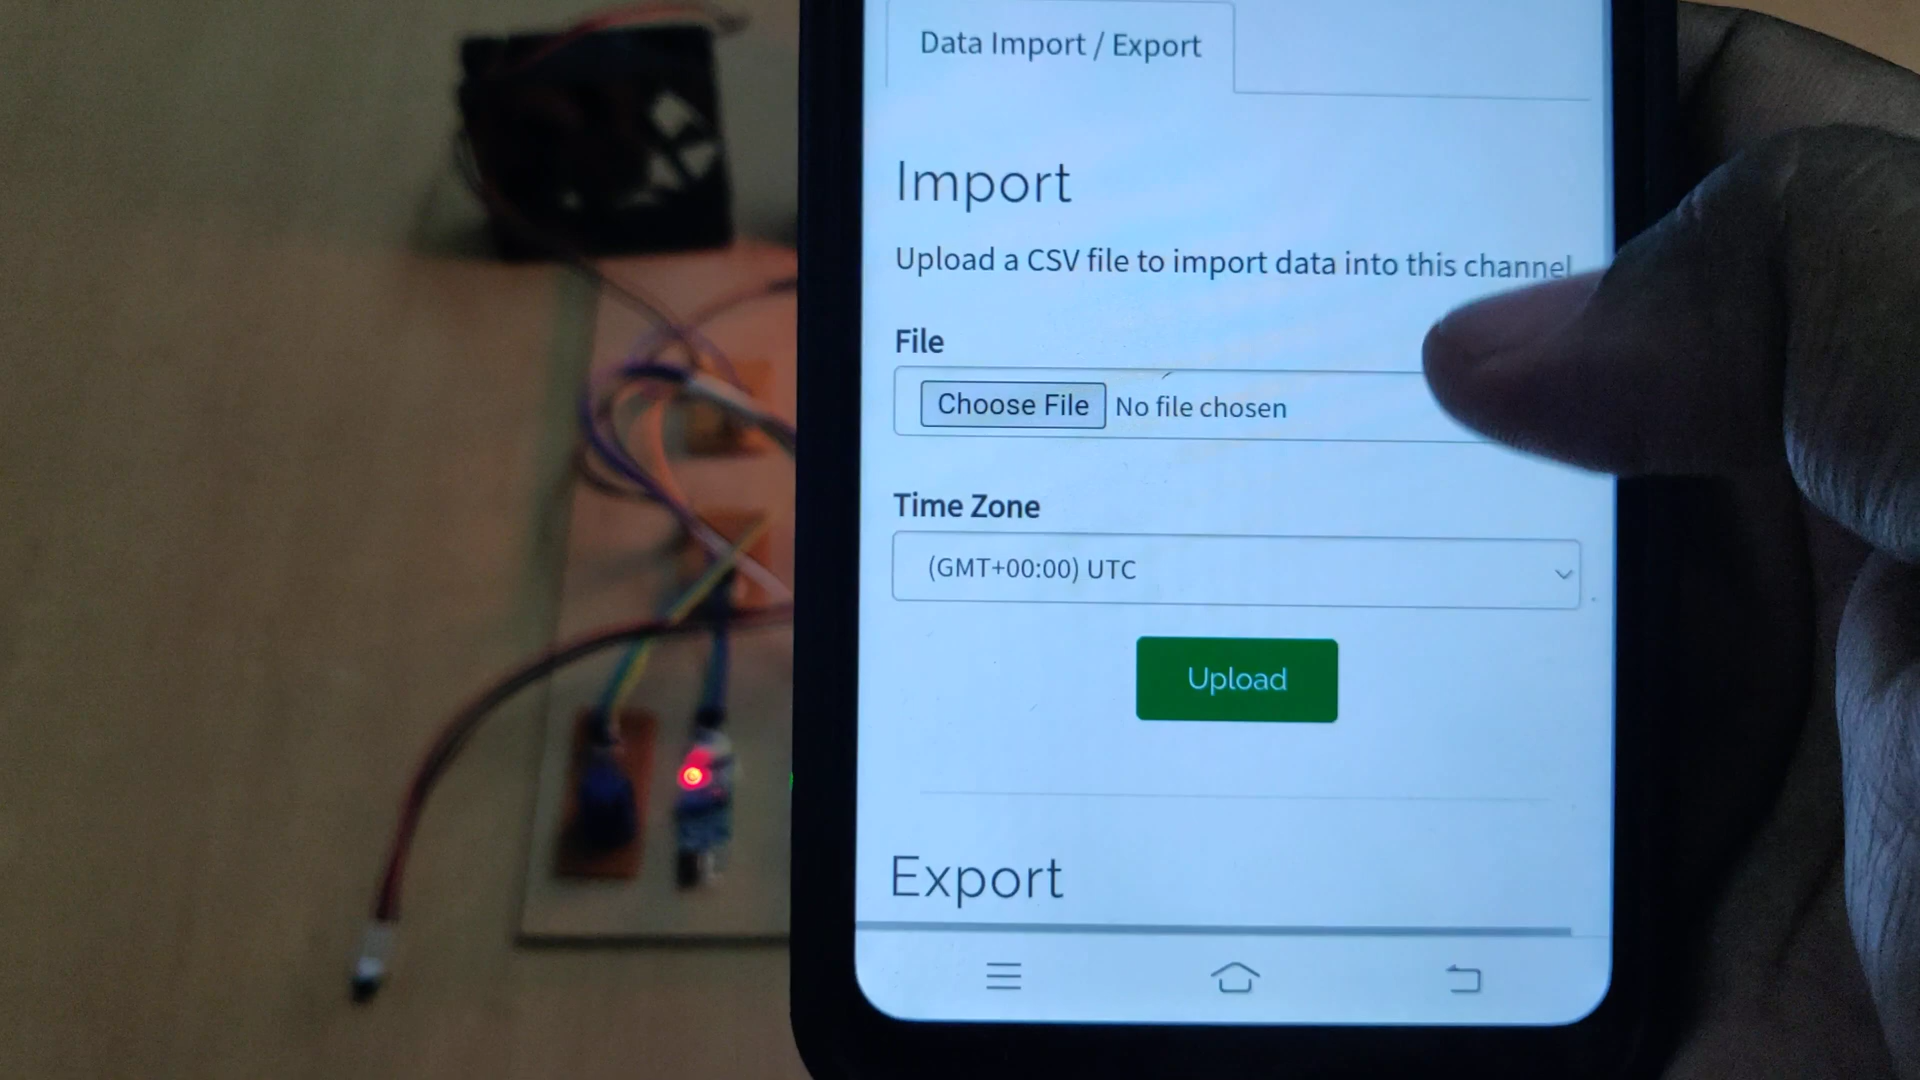 Data Import / Export
Import
Upload a CSV file to import data into this channel
File
Choose File No file chosen
Time Zone
(GMT+00:00) UTC
Upload
Export